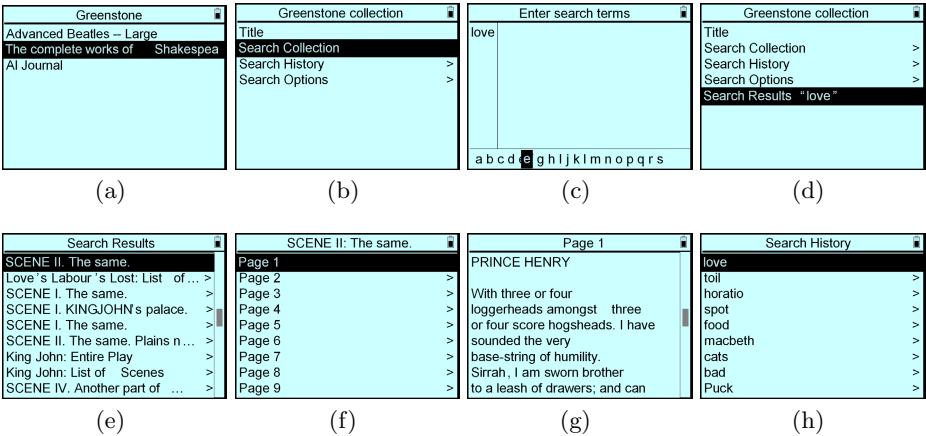 Greenstone
Advanced Beatles -- Large
The complete works of Shakespea
AI Journal
(a)
Greenstone collection
Title
Search Collection
Search History >
Search Options >
(b)
Enter search terms
love
a b c d e g h I j k l m n o p q r s
(c)
Greenstone collection
Title
Search Collection >
Search History >
Search Options >
Search Results "love"
(d)
Search Results
SCENE II. The same.
Love's Labour's Lost: List of ... >
SCENE I. The same. >
SCENE I. KINGJOHN's palace. >
SCENE I. The same. >
SCENE II. The same. Plains n ... >
King John: Entire Play >
King John: List of Scenes >
SCENE IV. Another part of ... >
(e)
SCENE II: The same.
Page 1
Page 2 >
Page 3 >
Page 4 >
Page 5 >
Page 6 >
Page 7 >
Page 8 >
Page 9 >
(f)
Page 1
PRINCE HENRY
With three or four
loggerheads amongst three
or four score hogsheads. I have
sounded the very
base-string of humility.
Sirrah, I am sworn brother
to a leash of drawers; and can
(g)
Search History
love
toil >
horatio >
spot >
food >
macbeth >
cats >
bad >
Puck >
(h)